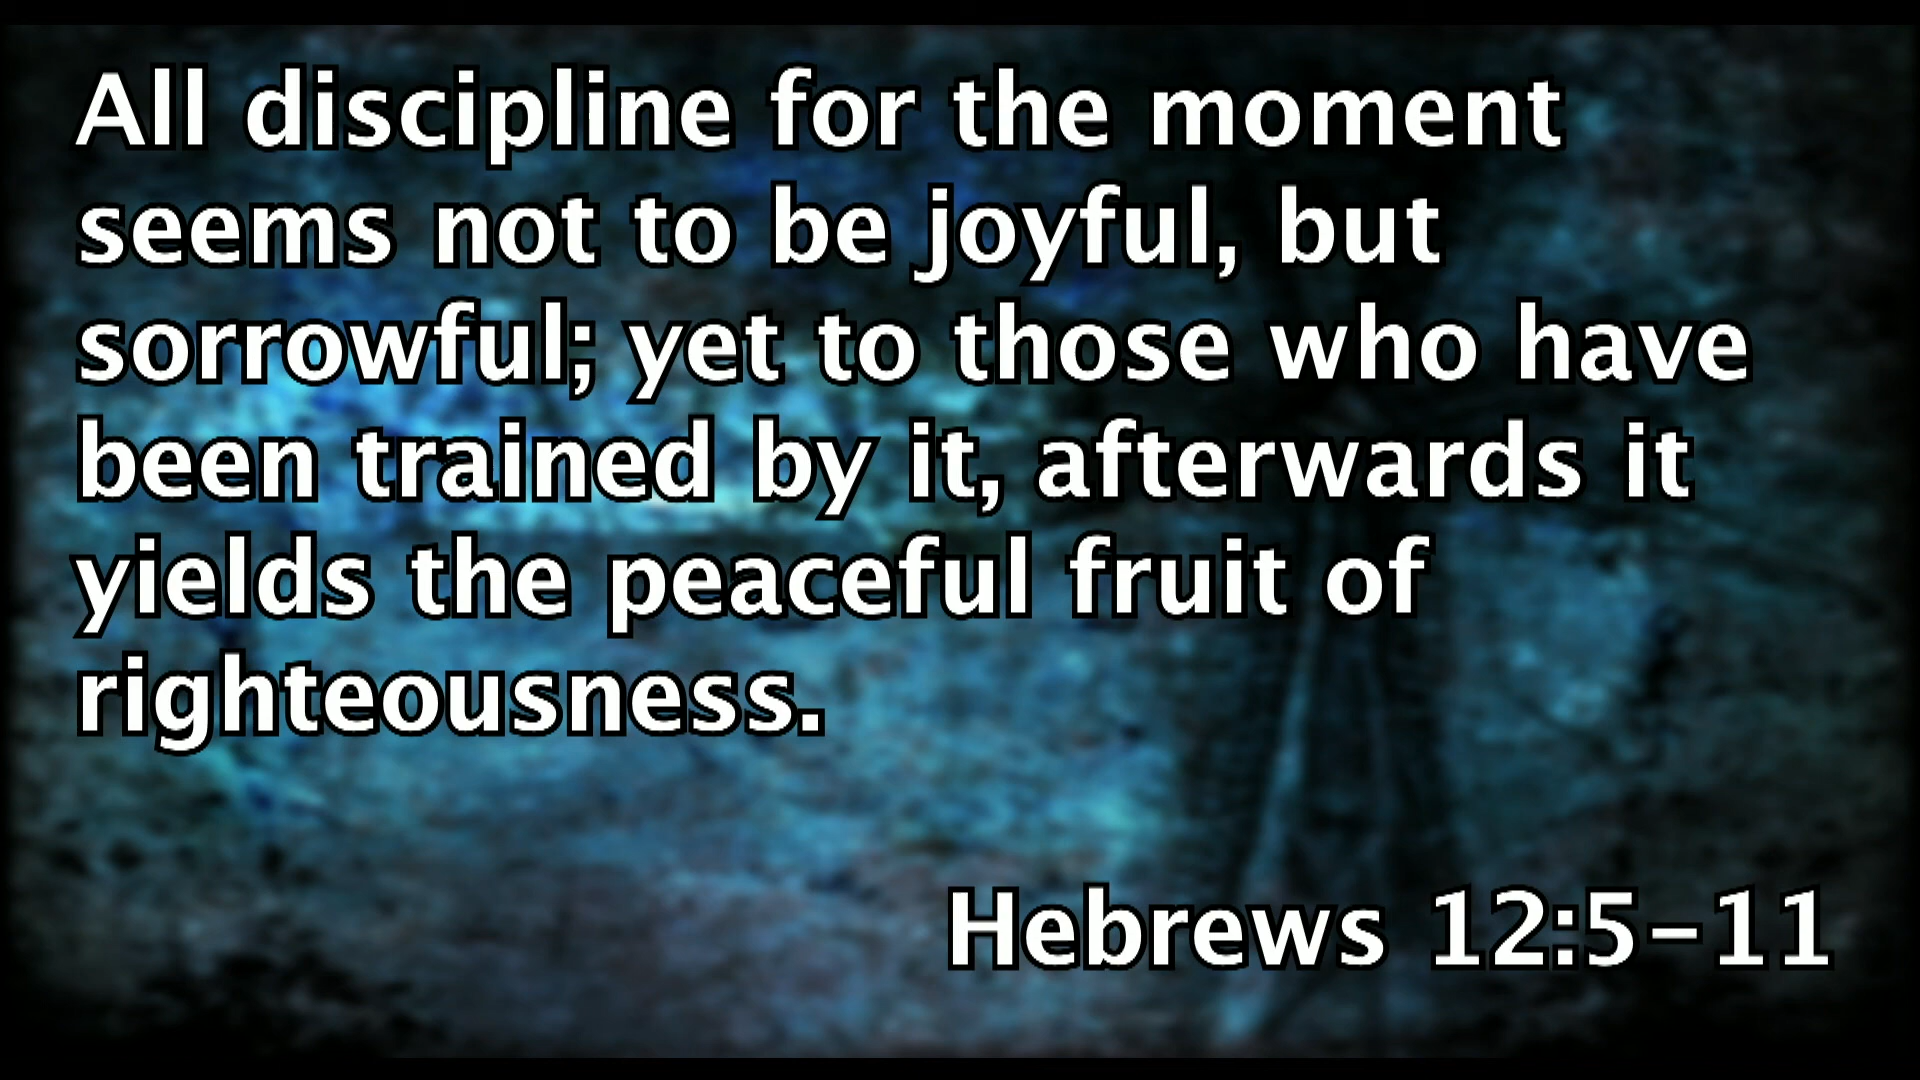 All discipline for the moment
seems not to be joyful, but
sorrowful; yet to those who have
been trained by it, afterwards it
yields the peaceful fruit of
righteousness.
Hebrews 12:5-11